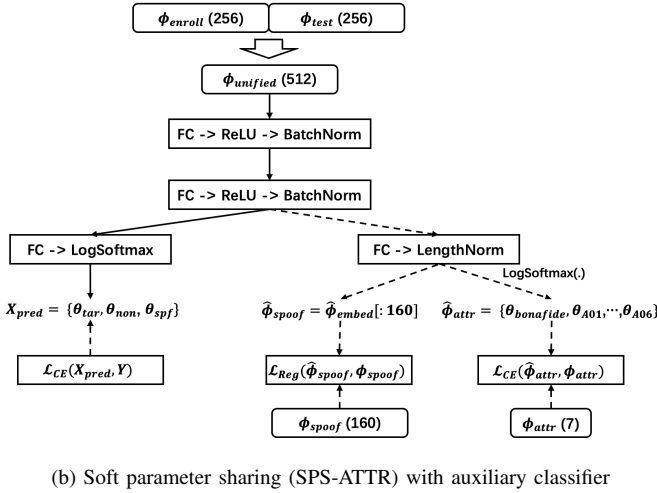 ϕ_enroll (256) ϕ_test (256)
ϕ_unified (512)
FC -> ReLU -> BatchNorm
FC -> ReLU -> BatchNorm
FC -> LogSoftmax FC -> LengthNorm
LogSoftmax(.)
X_pred = {θ_tar, θ_non, θ_spf} ϕ̂_spoof = ϕ̂_embed[: 160] ϕ̂_attr = {θ_bonafide, θ_A01, ⋯, θ_A06}
ℒ_CE(X_pred, Y) ℒ_Reg(ϕ̂_spoof, ϕ_spoof) ℒ_CE(ϕ̂_attr, ϕ_attr)
ϕ_spoof (160) ϕ_attr (7)
(b) Soft parameter sharing (SPS-ATTR) with auxiliary classifier